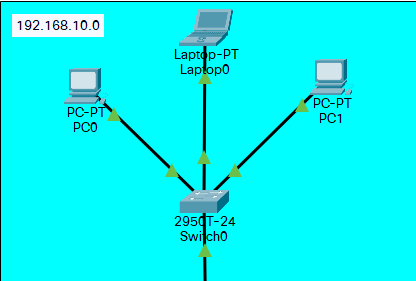 192.168.10.0
Laptop-PT
Laptop0
PC-PT
PC0
PC-PT
PC1
2950T-24
Switch0